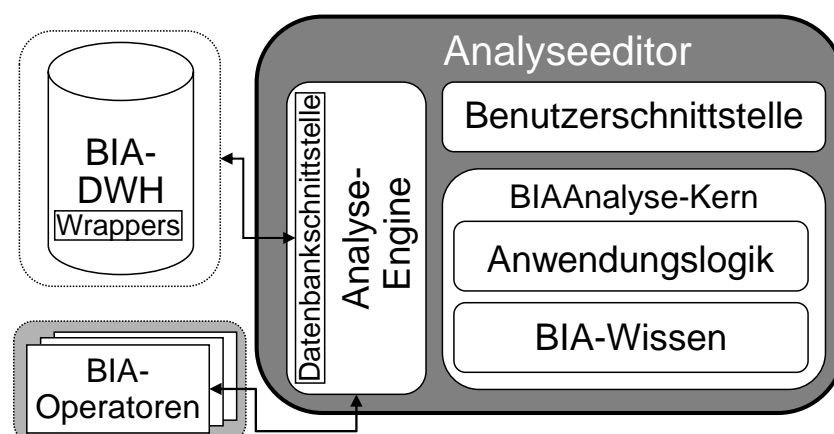 Analyseeditor
BIA-
DWH
Wrappers
Datenbankschnittstelle
Analyse-
Engine
Benutzerschnittstelle
BIAAnalyse-Kern
Anwendungslogik
BIA-Wissen
BIA-
Operatoren